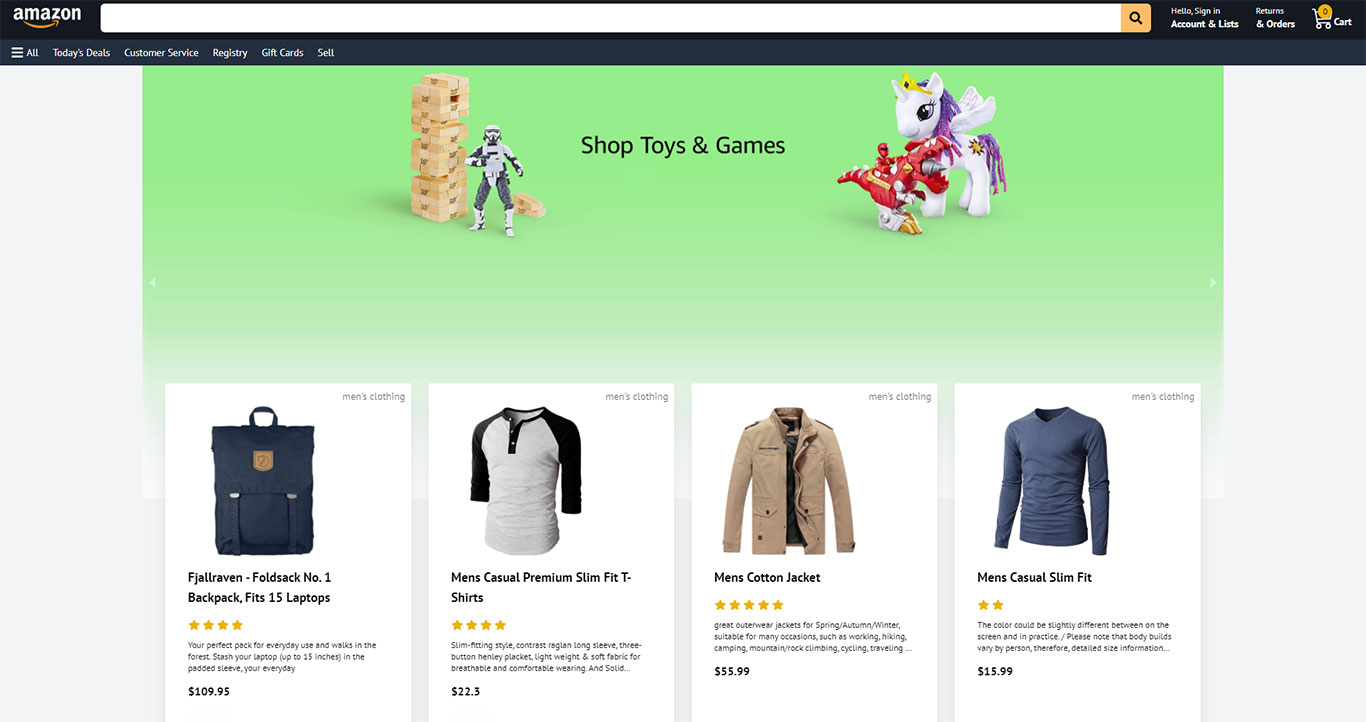 amazon
Hello, Sign in
Account & Lists
Returns
& Orders
0
Cart
All Today's Deals Customer Service Registry Gift Cards Sell
Shop Toys & Games
men's clothing
Fjallraven - Foldsack No. 1
Backpack, Fits 15 Laptops
Your perfect pack for everyday use and walks in the
forest. Stash your laptop (up to 15 inches) in the
padded sleeve, your everyday
$109.95
men's clothing
Mens Casual Premium Slim Fit T-
Shirts
Slim-fitting style, contrast raglan long sleeve, three-
button henley placket, light weight & soft fabric for
breathable and comfortable wearing. And Solid...
$22.3
men's clothing
Mens Cotton Jacket
great outerwear jackets for Spring/Autumn/Winter,
suitable for many occasions, such as working, hiking,
camping, mountain/rock climbing, cycling, traveling ...
$55.99
men's clothing
Mens Casual Slim Fit
The color could be slightly different between on the
screen and in practice. / Please note that body builds
vary by person, therefore, detailed size information...
$15.99